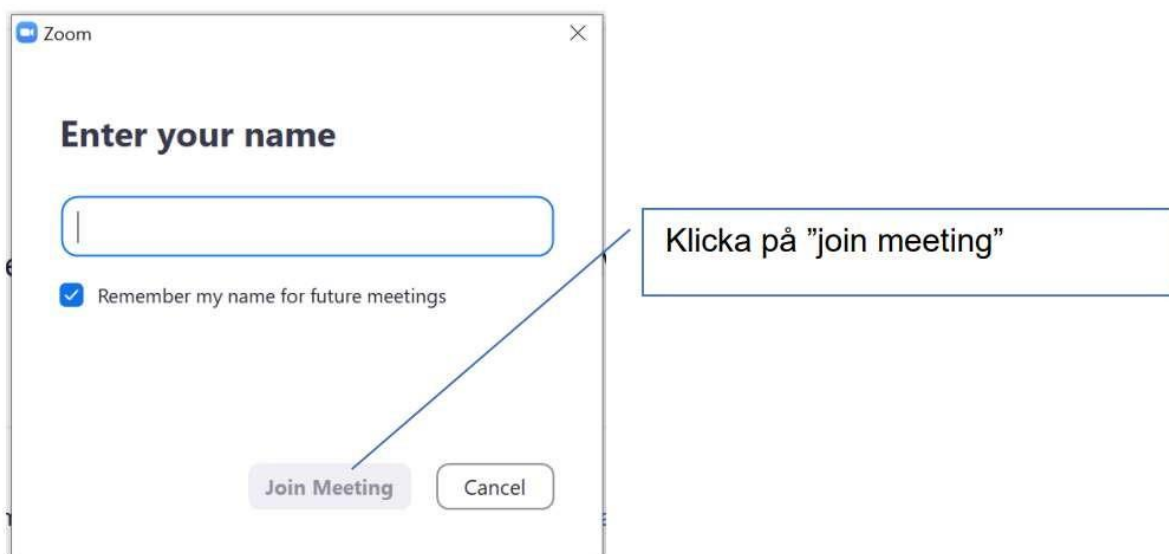 Zoom
Enter your name
Remember my name for future meetings
Join Meeting
Cancel
Klicka på ”join meeting”